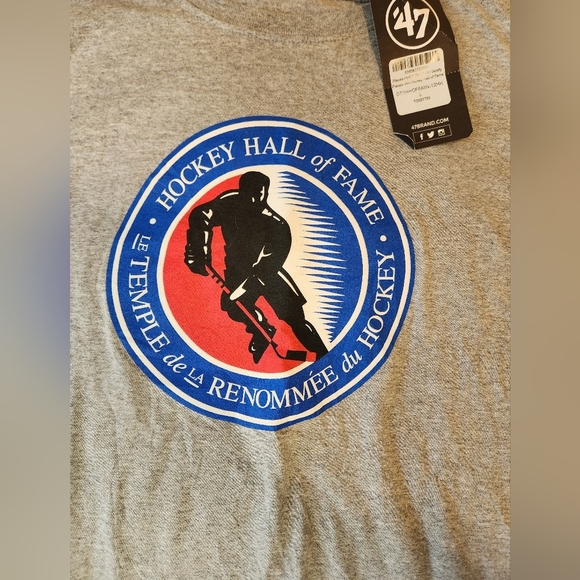 '47
47BRAND.COM
HOCKEY HALL of FAME
LE TEMPLE de LA RENOMMÉE du HOCKEY